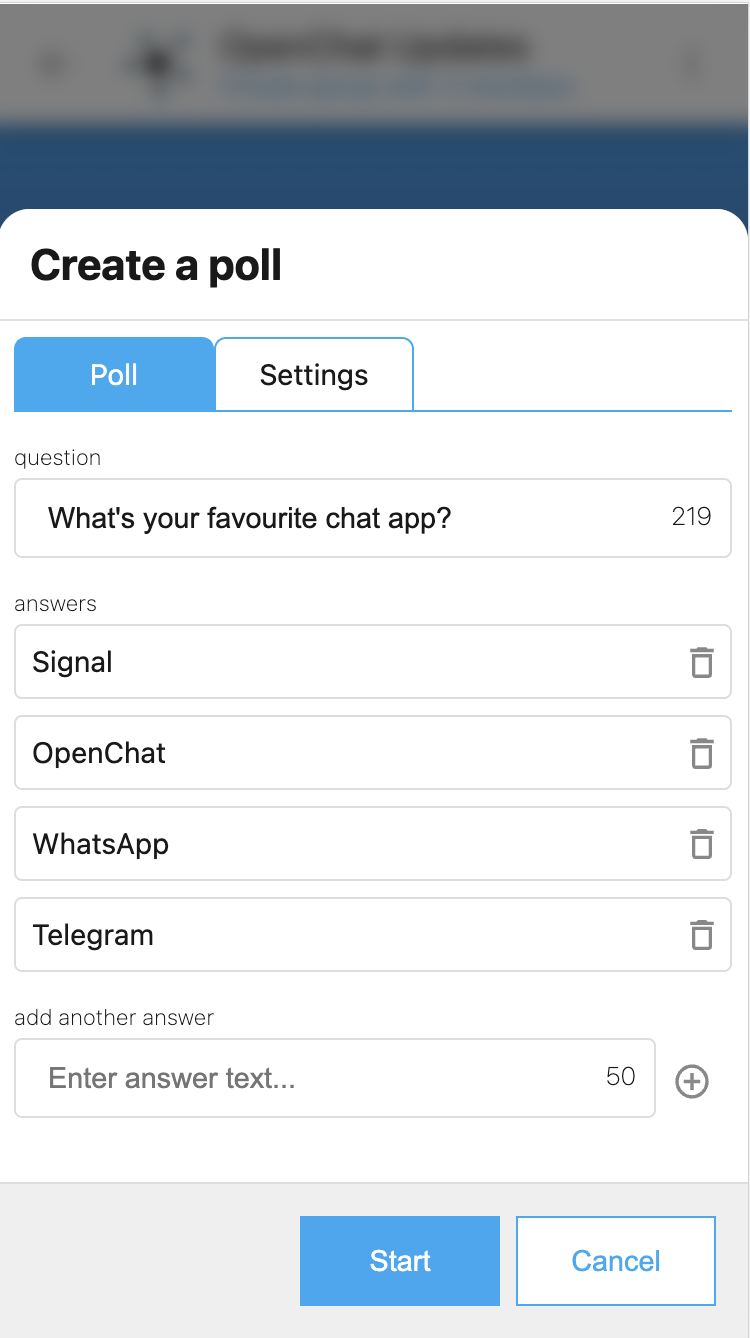 Create a poll
Poll Settings
question
What's your favourite chat app? 219
answers
Signal
OpenChat
WhatsApp
Telegram
add another answer
Enter answer text... 50
Start Cancel